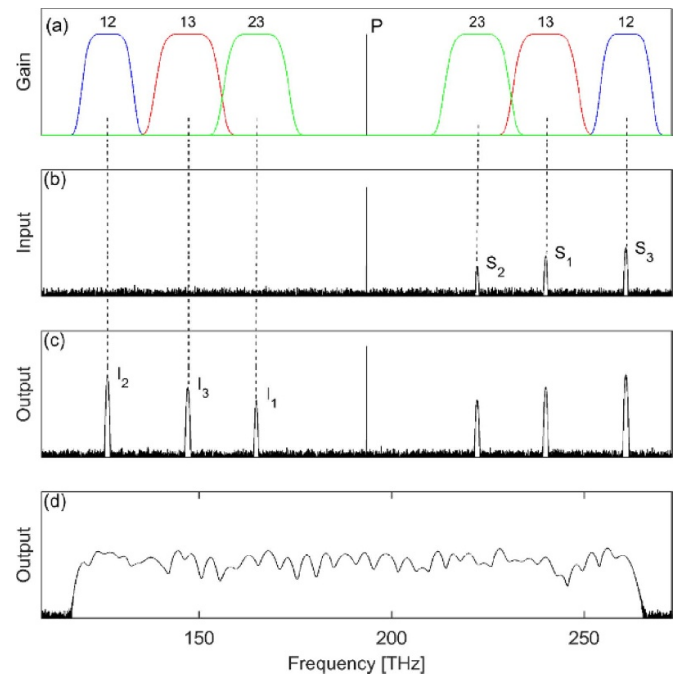 (a) 12 13 23 P 23 13 12
Gain
(b)
Input
S2 S1 S3
(c)
Output
I2 I3 I1
(d)
Output
150 200 250
Frequency [THz]